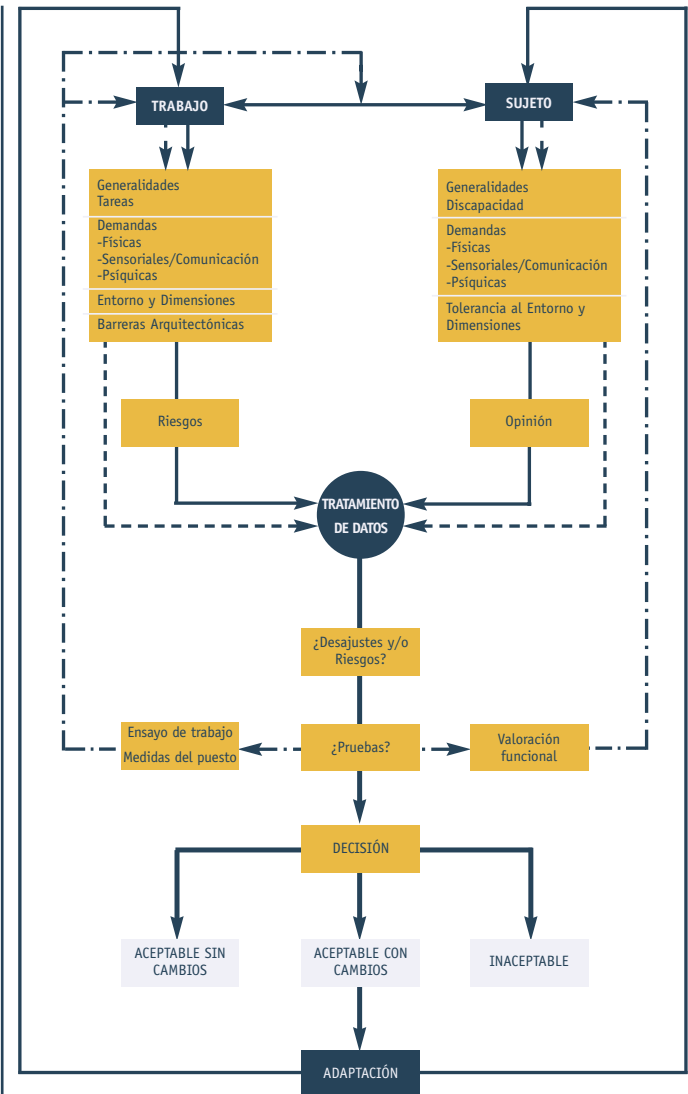 TRABAJO
SUJETO
Generalidades
Tareas
Demandas
-Físicas
-Sensoriales/Comunicación
-Psíquicas
Entorno y Dimensiones
Barreras Arquitectónicas
Generalidades
Discapacidad
Demandas
-Físicas
-Sensoriales/Comunicación
-Psíquicas
Tolerancia al Entorno y
Dimensiones
Riesgos
Opinión
TRATAMIENTO
DE DATOS
¿Desajustes y/o
Riesgos?
Ensayo de trabajo
Medidas del puesto
¿Pruebas?
Valoración
funcional
DECISIÓN
ACEPTABLE SIN
CAMBIOS
ACEPTABLE CON
CAMBIOS
INACEPTABLE
ADAPTACIÓN